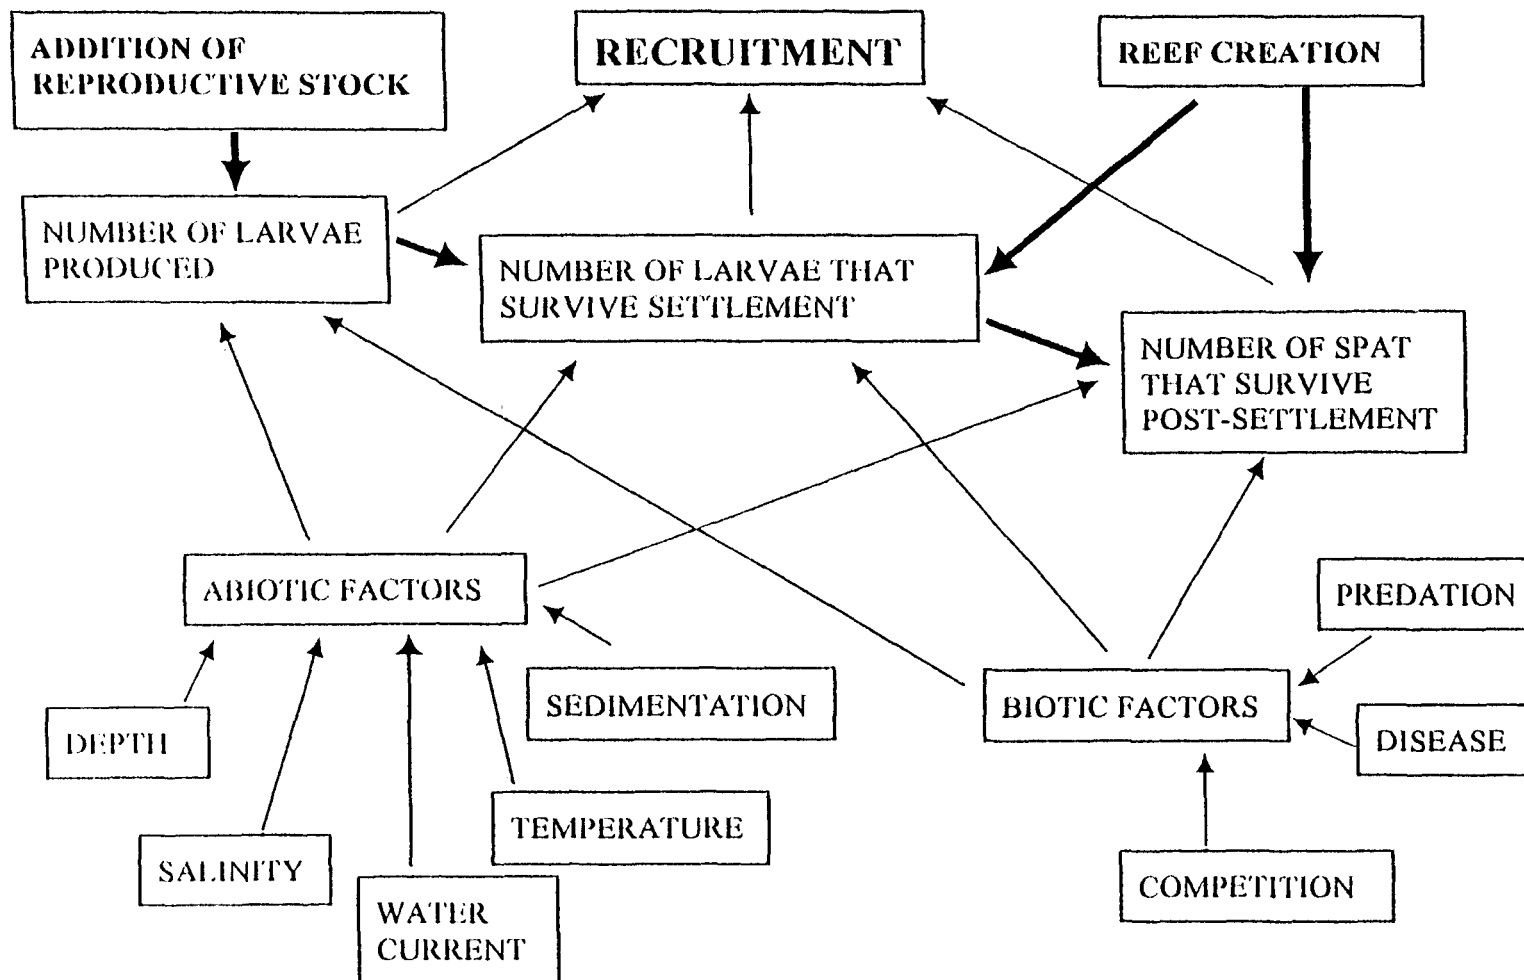 ADDITION OF
REPRODUCTIVE STOCK
RECRUITMENT
REEF CREATION
NUMBER OF LARVAE
PRODUCED
NUMBER OF LARVAE THAT
SURVIVE SETTLEMENT
NUMBER OF SPAT
THAT SURVIVE
POST-SETTLEMENT
ABIOTIC FACTORS
PREDATION
SEDIMENTATION
BIOTIC FACTORS
DEPTH
DISEASE
TEMPERATURE
SALINITY
COMPETITION
WATER
CURRENT